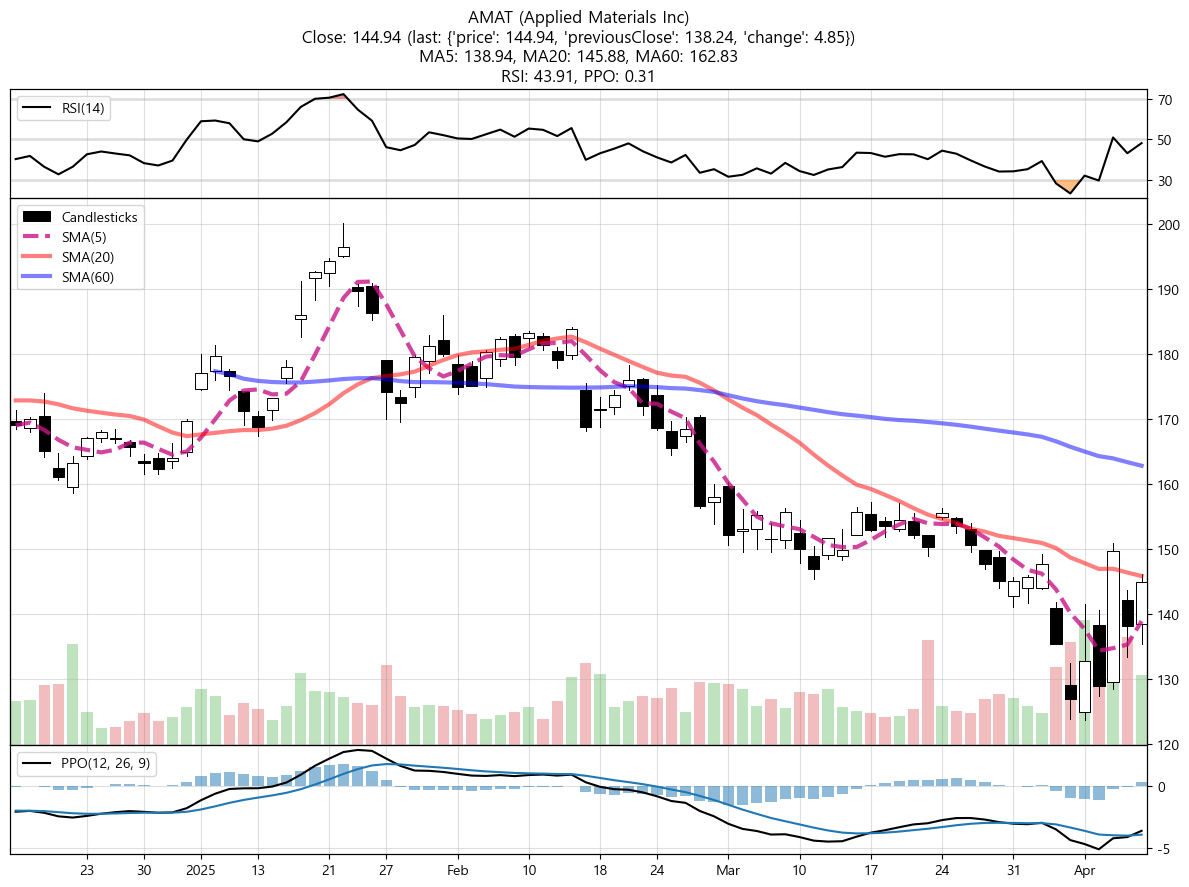 AMAT (Applied Materials Inc)
Close: 144.94 (last: {'price': 144.94, 'previousClose': 138.24, 'change': 4.85})
MA5: 138.94, MA20: 145.88, MA60: 162.83
RSI: 43.91, PPO: 0.31
RSI(14)
70
50
30
Candlesticks
SMA(5)
SMA(20)
SMA(60)
200
190
180
170
160
150
140
130
120
PPO(12, 26, 9)
0
-5
23 30 2025 13 21 27 Feb 10 18 24 Mar 10 17 24 31 Apr